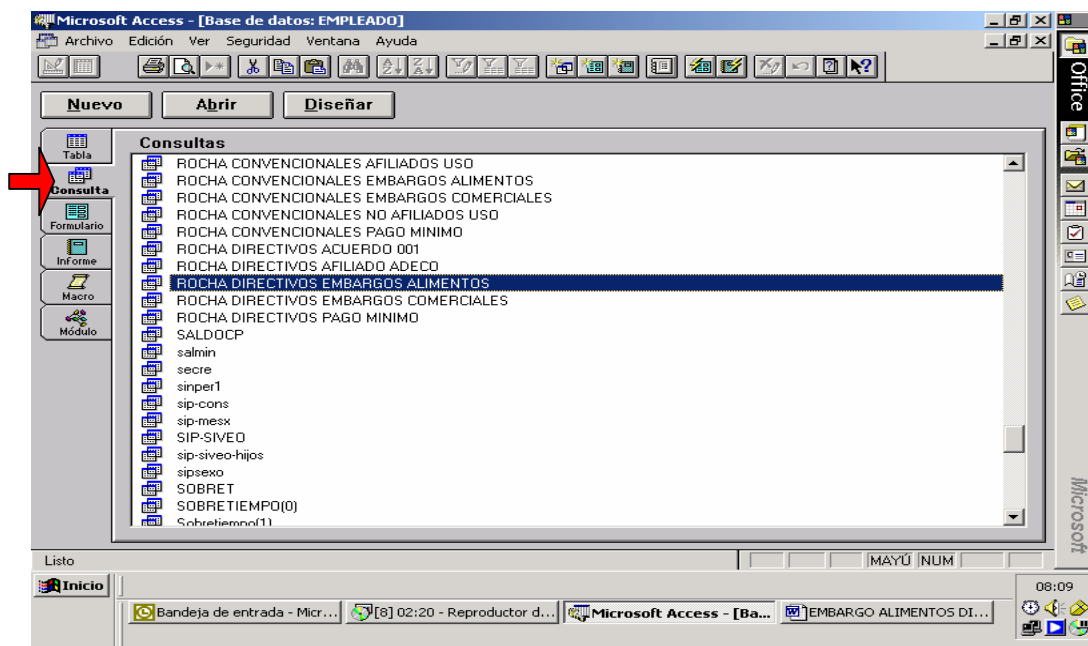 Microsoft Access - [Base de datos: EMPLEADO]
Archivo Edición Ver Seguridad Ventana Ayuda
Nuevo Abrir Diseñar
Tabla
Consulta
Formulario
Informe
Macro
Módulo
Consultas
ROCHA CONVENCIONALES AFILIADOS USO
ROCHA CONVENCIONALES EMBARGOS ALIMENTOS
ROCHA CONVENCIONALES EMBARGOS COMERCIALES
ROCHA CONVENCIONALES NO AFILIADOS USO
ROCHA CONVENCIONALES PAGO MINIMO
ROCHA DIRECTIVOS ACUERDO 001
ROCHA DIRECTIVOS AFILIADO ADECO
ROCHA DIRECTIVOS EMBARGOS ALIMENTOS
ROCHA DIRECTIVOS EMBARGOS COMERCIALES
ROCHA DIRECTIVOS PAGO MINIMO
SALDOCP
salmin
secre
sinper1
sip-cons
sip-mesx
SIP-SIVEO
sip-siveo-hijos
sipsexo
SOBRET
SOBRETIEMPO(0)
Sobretiempo(1)
Office
Microsoft
Listo
MAYÚ NUM
Inicio
08:09
Bandeja de entrada - Micr... [8] 02:20 - Reproductor d... Microsoft Access - [Ba... EMBARGO ALIMENTOS DI...